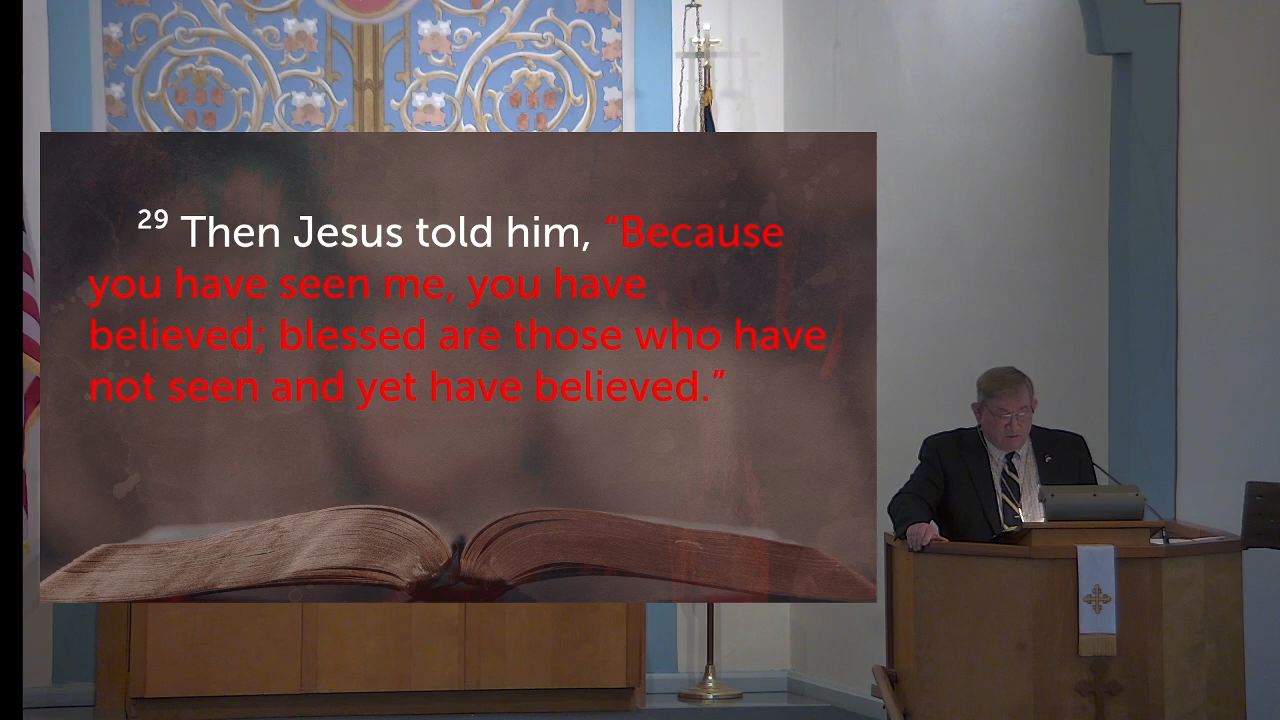 29 Then Jesus told him, “Because
you have seen me, you have
believed; blessed are those who have
not seen and yet have believed.”